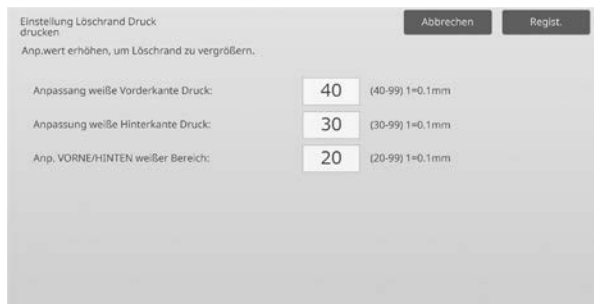 Einstellung Löschrand Druck
drucken
Abbrechen
Regist.
Anp.wert erhöhen, um Löschrand zu vergrößern.
Anpassang weiße Vorderkante Druck: 40 (40-99) 1=0.1mm
Anpassung weiße Hinterkante Druck: 30 (30-99) 1=0.1mm
Anp. VORNE/HINTEN weißer Bereich: 20 (20-99) 1=0.1mm